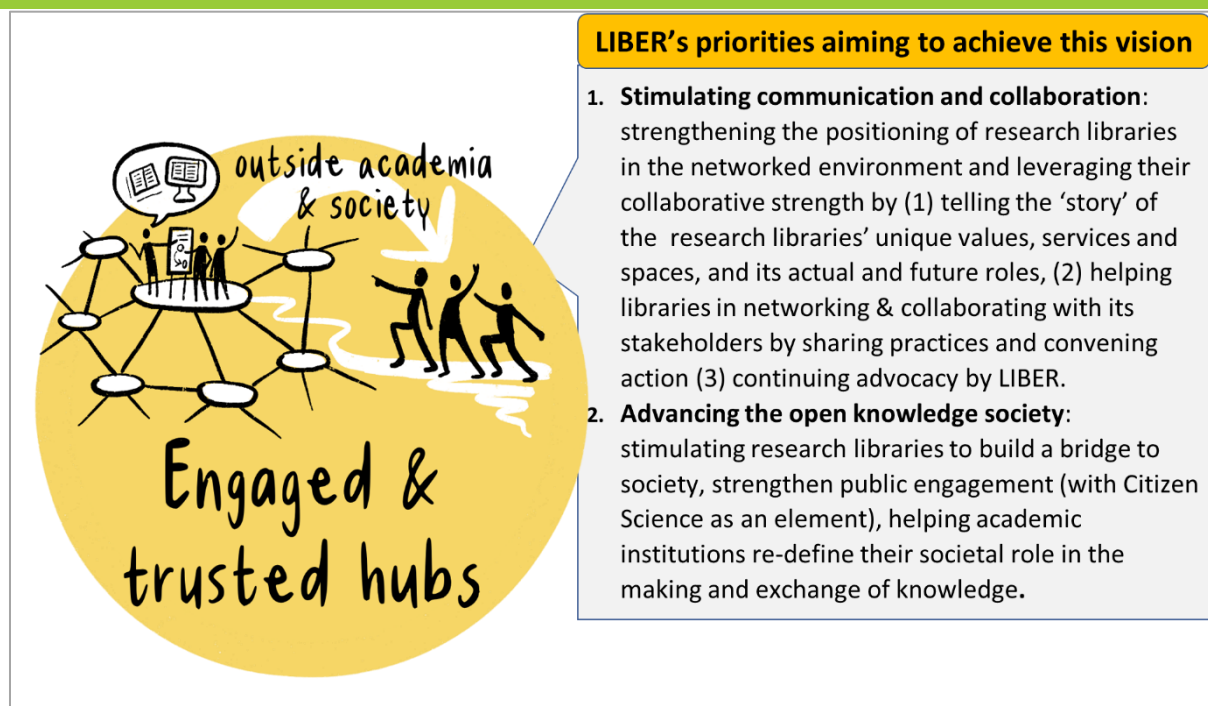 outside academia
& society
Engaged &
trusted hubs
LIBER’s priorities aiming to achieve this vision
1. Stimulating communication and collaboration:
strengthening the positioning of research libraries
in the networked environment and leveraging their
collaborative strength by (1) telling the ‘story’ of
the research libraries’ unique values, services and
spaces, and its actual and future roles, (2) helping
libraries in networking & collaborating with its
stakeholders by sharing practices and convening
action (3) continuing advocacy by LIBER.
2. Advancing the open knowledge society:
stimulating research libraries to build a bridge to
society, strengthen public engagement (with Citizen
Science as an element), helping academic
institutions re-define their societal role in the
making and exchange of knowledge.